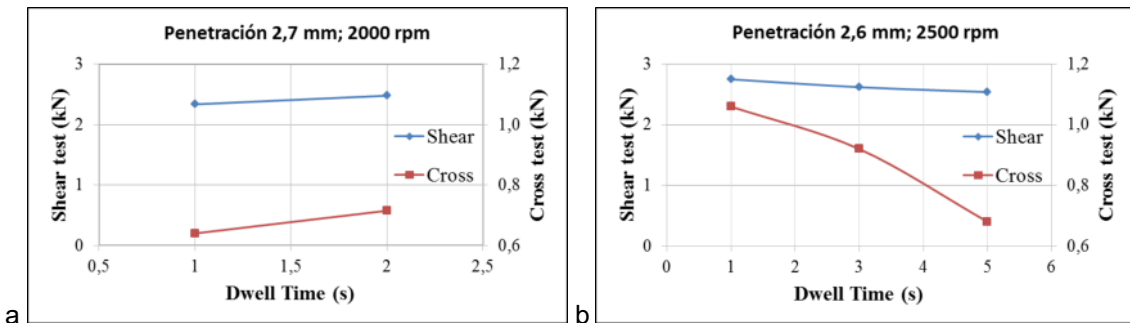 Penetración 2,7 mm; 2000 rpm
3
2
1
0
Shear test (kN)
1,2
1,0
0,8
0,6
Cross test (kN)
Shear
Cross
0,5
1
1,5
2
2,5
Dwell Time (s)
a
Penetración 2,6 mm; 2500 rpm
3
2
1
0
Shear test (kN)
1,2
1,0
0,8
0,6
Cross test (kN)
Shear
Cross
0
1
2
3
4
5
6
Dwell Time (s)
b